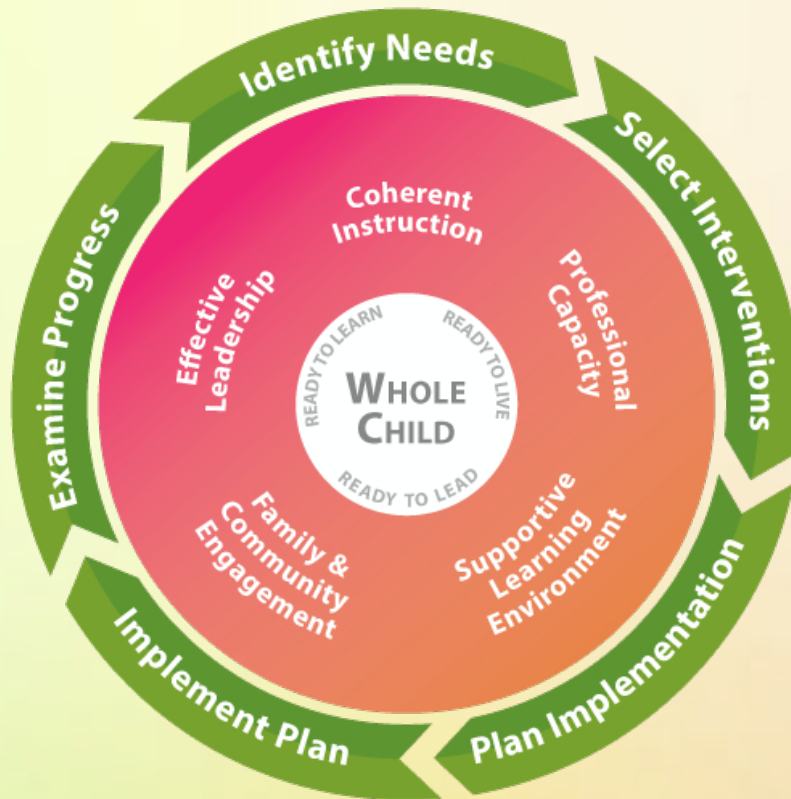 Identify Needs
Select Interventions
Plan Implementation
Implement Plan
Examine Progress
Coherent
Instruction
Professional
Capacity
Supportive
Learning
Environment
Family &
Community
Engagement
Effective
Leadership
READY TO LEARN
READY TO LIVE
READY TO LEAD
WHOLE
CHILD